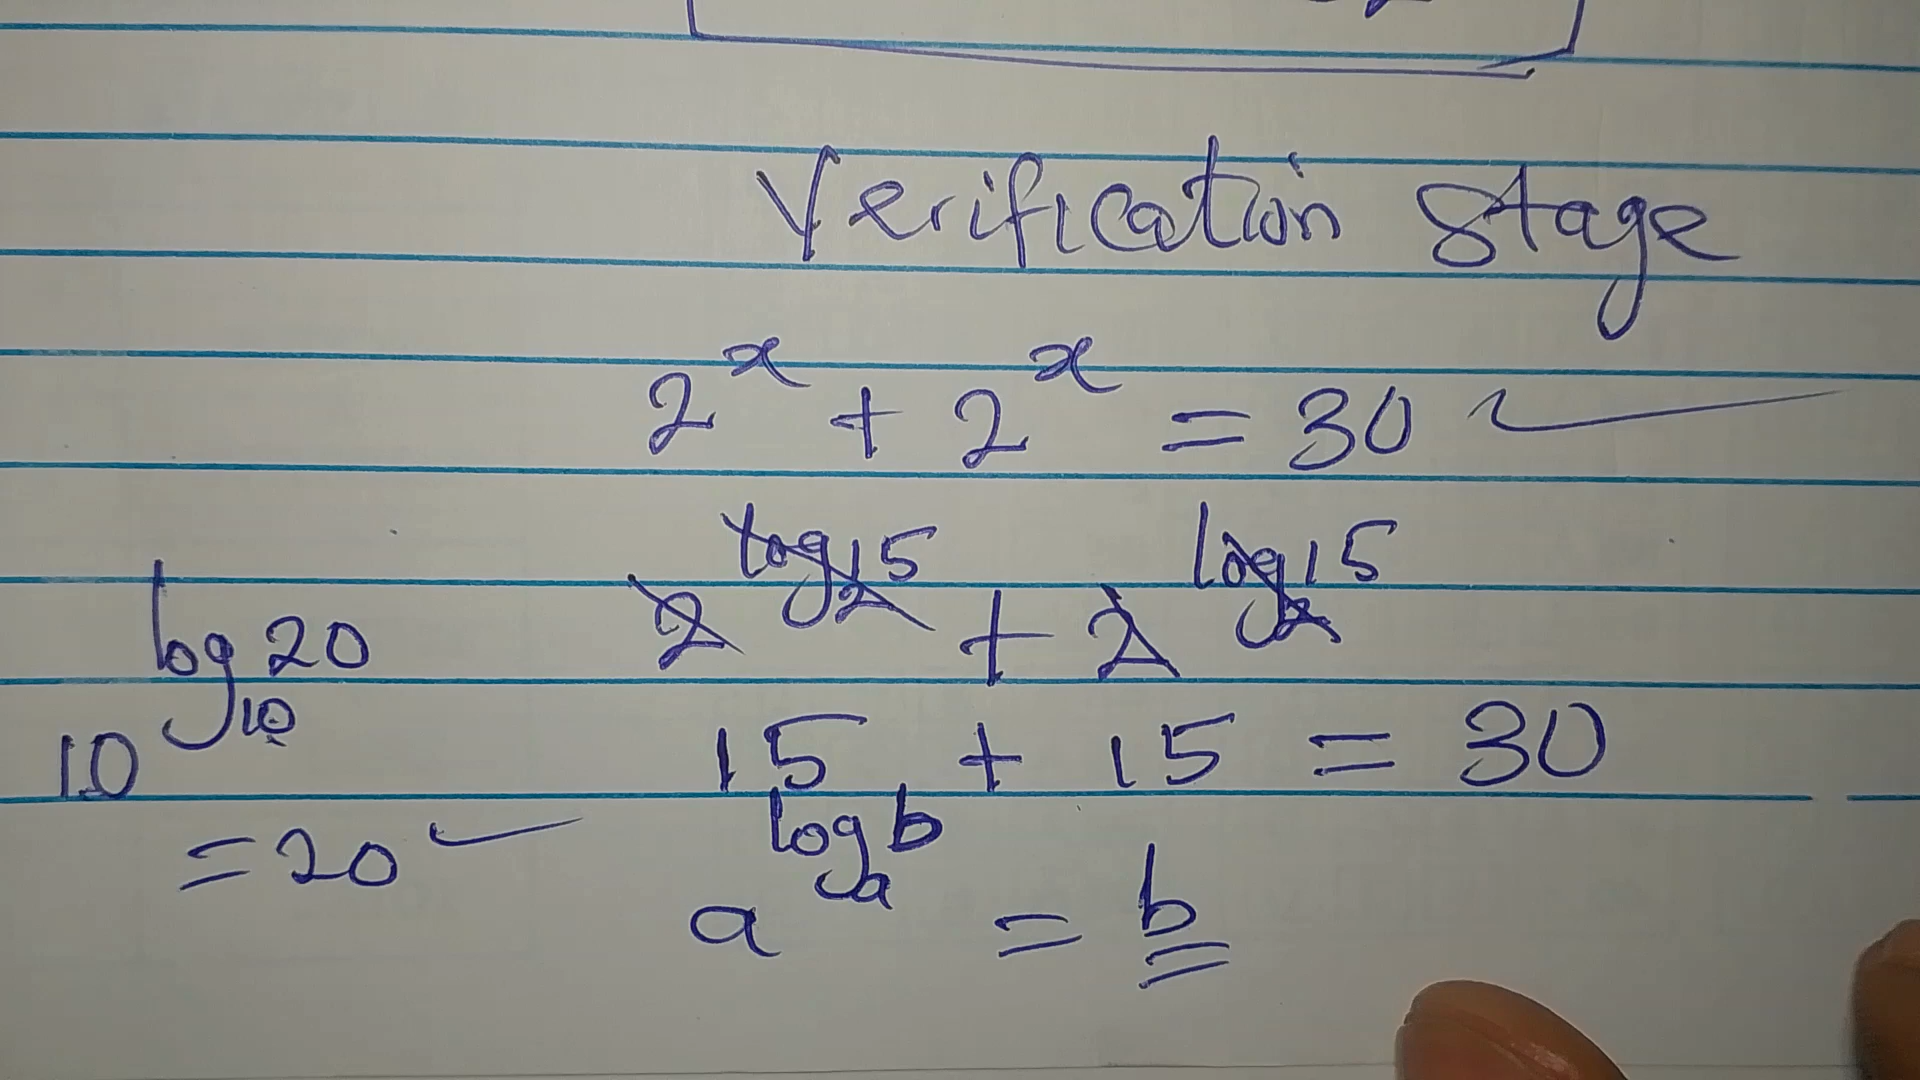 Verification Stage
2^x + 2^x = 30 ✓
2^log₂15 + 2^log₂15
15 + 15 = 30
a^logₐb = b
10^log₁₀20
= 20 ✓